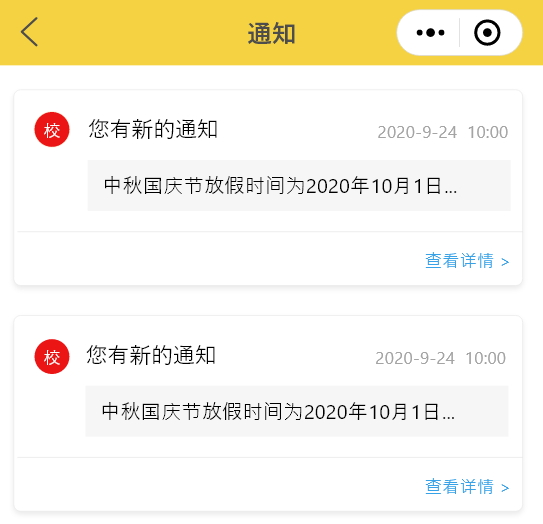 通知
校
您有新的通知
2020-9-24 10:00
中秋国庆节放假时间为2020年10月1日...
查看详情 >
校
您有新的通知
2020-9-24 10:00
中秋国庆节放假时间为2020年10月1日...
查看详情 >